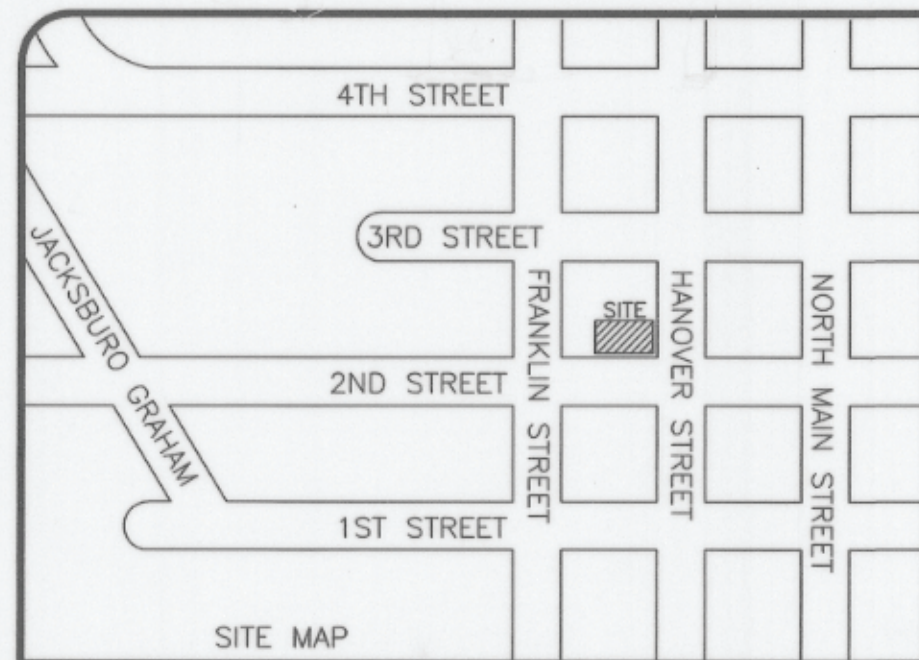 4TH STREET
3RD STREET
JACKSBURO GRAHAM
FRANKLIN STREET
SITE
HANOVER STREET
NORTH MAIN STREET
2ND STREET
1ST STREET
SITE MAP